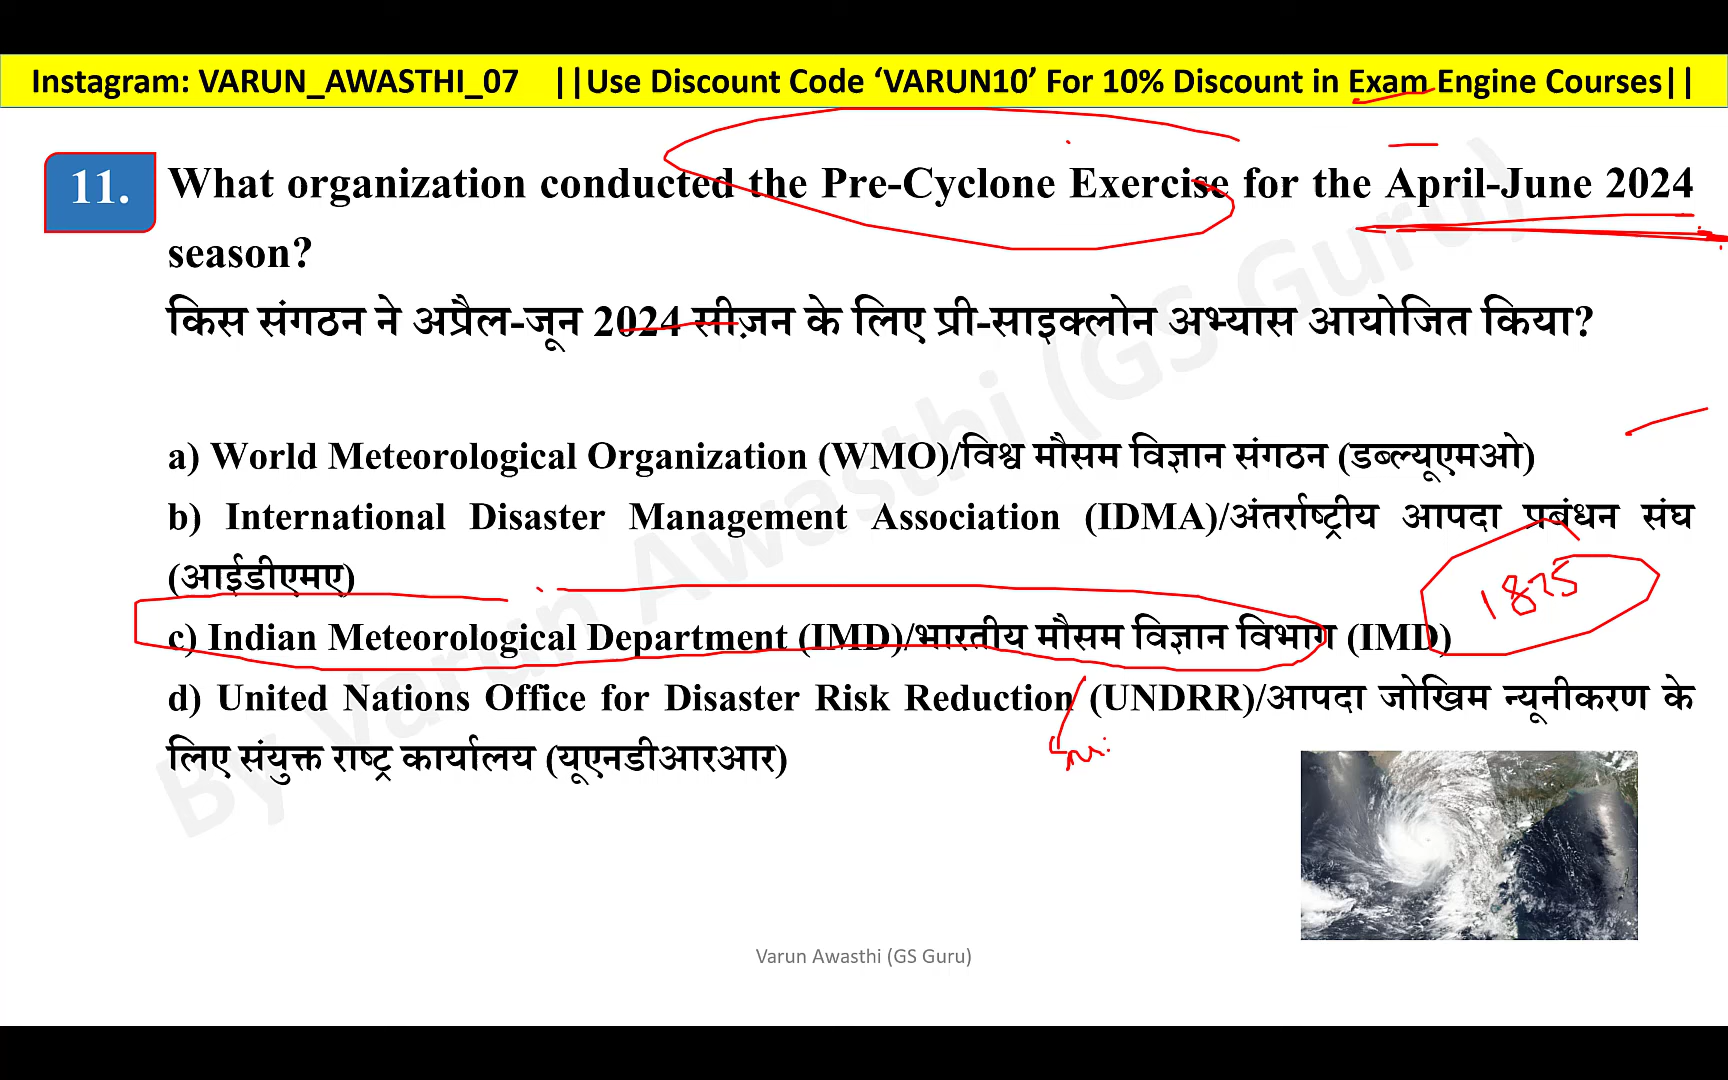 Instagram: VARUN_AWASTHI_07 ||Use Discount Code ‘VARUN10’ For 10% Discount in Exam Engine Courses||
11. What organization conducted the Pre-Cyclone Exercise for the April-June 2024
season?
किस संगठन ने अप्रैल-जून 2024 सीज़न के लिए प्री-साइक्लोन अभ्यास आयोजित किया?
a) World Meteorological Organization (WMO)/विश्व मौसम विज्ञान संगठन (डब्ल्यूएमओ)
b) International Disaster Management Association (IDMA)/अंतर्राष्ट्रीय आपदा प्रबंधन संघ
(आईडीएमए)
1875
c) Indian Meteorological Department (IMD)/भारतीय मौसम विज्ञान विभाग (IMD)
d) United Nations Office for Disaster Risk Reduction (UNDRR)/आपदा जोखिम न्यूनीकरण के
लिए संयुक्त राष्ट्र कार्यालय (यूएनडीआरआर)
By Varun Awasthi (GS Guru)
Varun Awasthi (GS Guru)